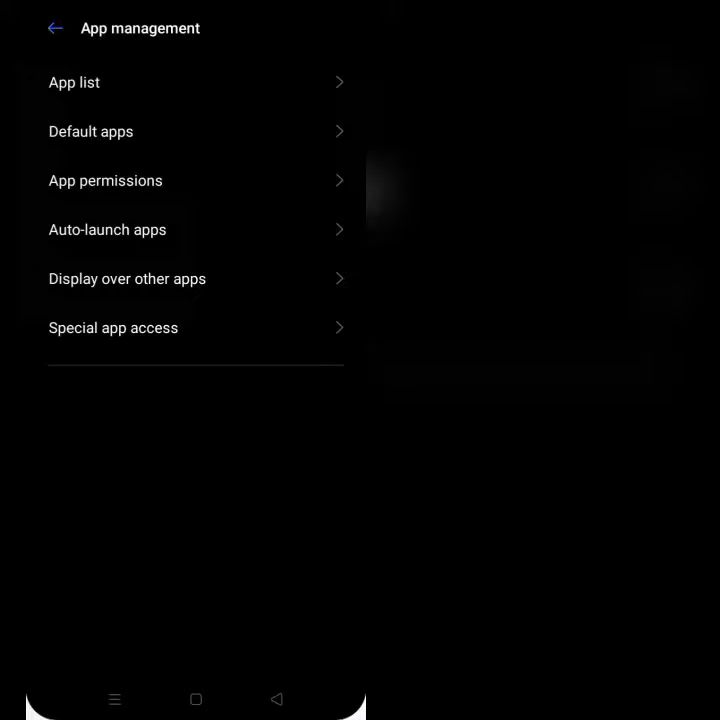 App management
App list
Default apps
App permissions
Auto-launch apps
Display over other apps
Special app access